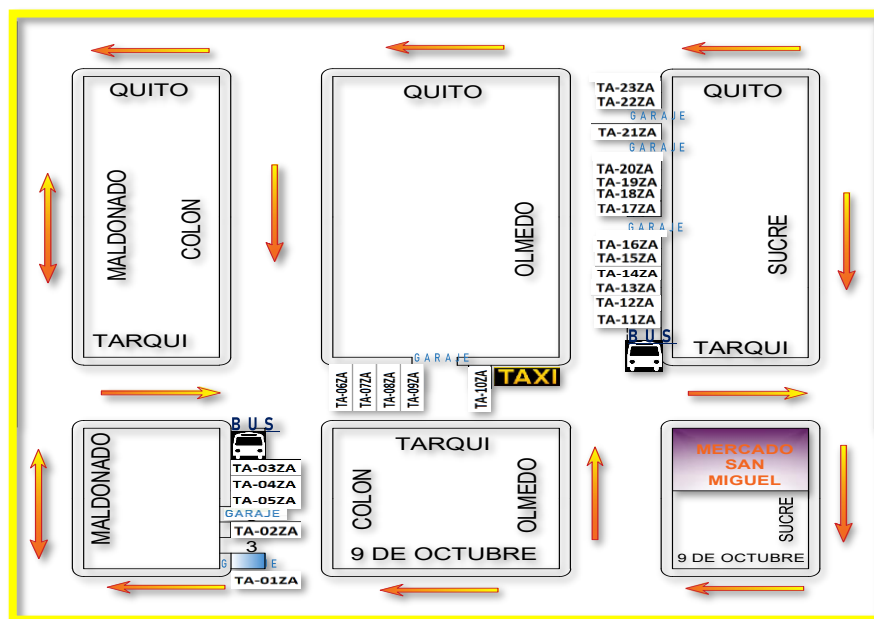 QUITO
MALDONADO
COLON
TARQUI
QUITO
OLMEDO
GARAJE
TA-06ZA
TA-07ZA
TA-08ZA
TA-09ZA
TA-10ZA
TAXI
TA-23ZA
TA-22ZA
GARAJE
TA-21ZA
GARAJE
TA-20ZA
TA-19ZA
TA-18ZA
TA-17ZA
GARAJE
TA-16ZA
TA-15ZA
TA-14ZA
TA-13ZA
TA-12ZA
TA-11ZA
BUS
QUITO
SUCRE
TARQUI
MALDONADO
BUS
TA-03ZA
TA-04ZA
TA-05ZA
GARAJE
TA-02ZA
3
G E
TA-01ZA
TARQUI
COLON
OLMEDO
9 DE OCTUBRE
MERCADO
SAN
MIGUEL
SUCRE
9 DE OCTUBRE